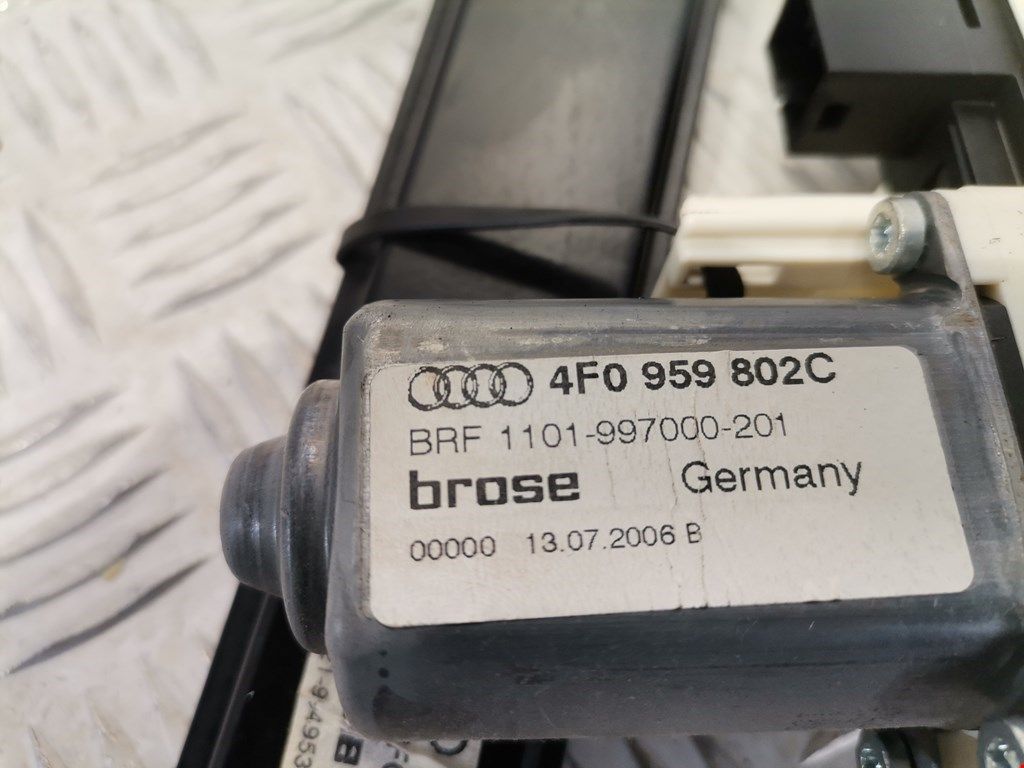 4F0 959 802C
BRF 1101-997000-201
brose Germany
00000 13.07.2006 B